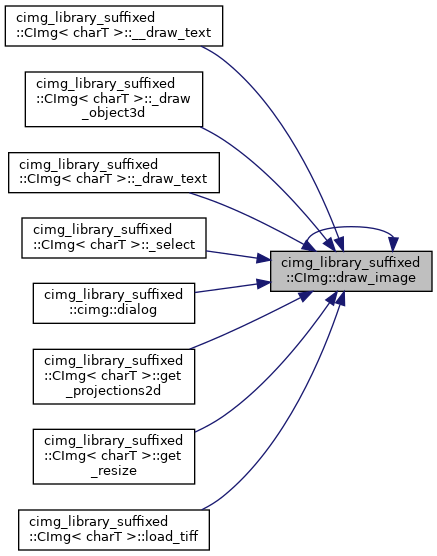 cimg_library_suffixed
::CImg< charT >::__draw_text
cimg_library_suffixed
::CImg< charT >::_draw
_object3d
cimg_library_suffixed
::CImg< charT >::_draw_text
cimg_library_suffixed
::CImg< charT >::_select
cimg_library_suffixed
::cimg::dialog
cimg_library_suffixed
::CImg< charT >::get
_projections2d
cimg_library_suffixed
::CImg< charT >::get
_resize
cimg_library_suffixed
::CImg< charT >::load_tiff
cimg_library_suffixed
::CImg::draw_image